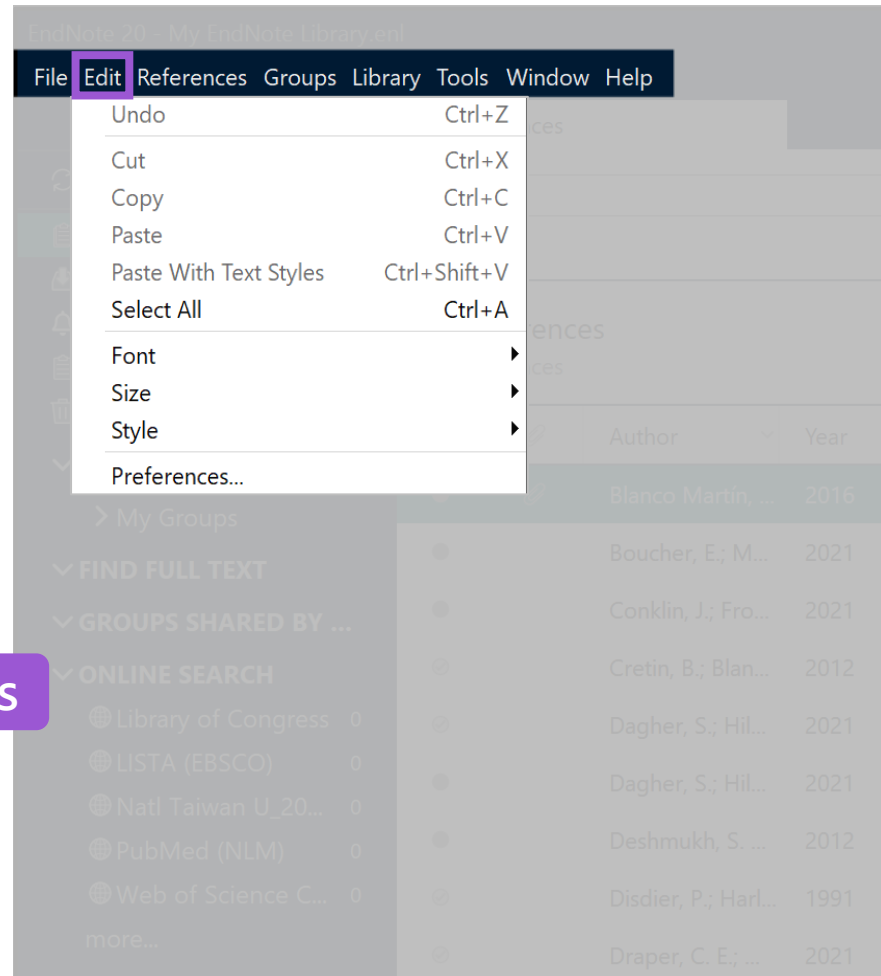 EndNote 20 - My EndNote Library.enl
File Edit References Groups Library Tools Window Help
Undo Ctrl+Z
Cut Ctrl+X
Copy Ctrl+C
Paste Ctrl+V
Paste With Text Styles Ctrl+Shift+V
Select All Ctrl+A
Font
Size
Style
Preferences...
ces
ences
ces
Author Year
Blanco Martin, ... 2016
My Groups
Boucher, E.; M... 2021
FIND FULL TEXT
Conklin, J.; Fro... 2021
GROUPS SHARED BY ...
Cretin, B.; Blan... 2012
ONLINE SEARCH
s
Library of Congress 0
Dagher, S.; Hil... 2021
LISTA (EBSCO) 0
Dagher, S.; Hil... 2021
Natl Taiwan U_20... 0
Deshmukh, S. ... 2012
PubMed (NLM) 0
Web of Science C... 0
Disdier, P.; Harl... 1991
more...
Draper, C. E.; ... 2021